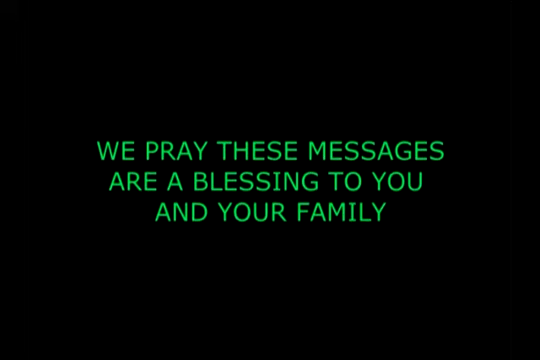 WE PRAY THESE MESSAGES
ARE A BLESSING TO YOU
AND YOUR FAMILY